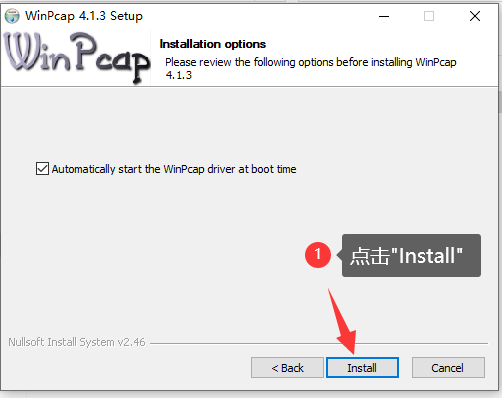 WinPcap 4.1.3 Setup
WinPcap
Installation options
Please review the following options before installing WinPcap
4.1.3
Automatically start the WinPcap driver at boot time
1
点击"Install"
Nullsoft Install System v2.46
< Back
Install
Cancel